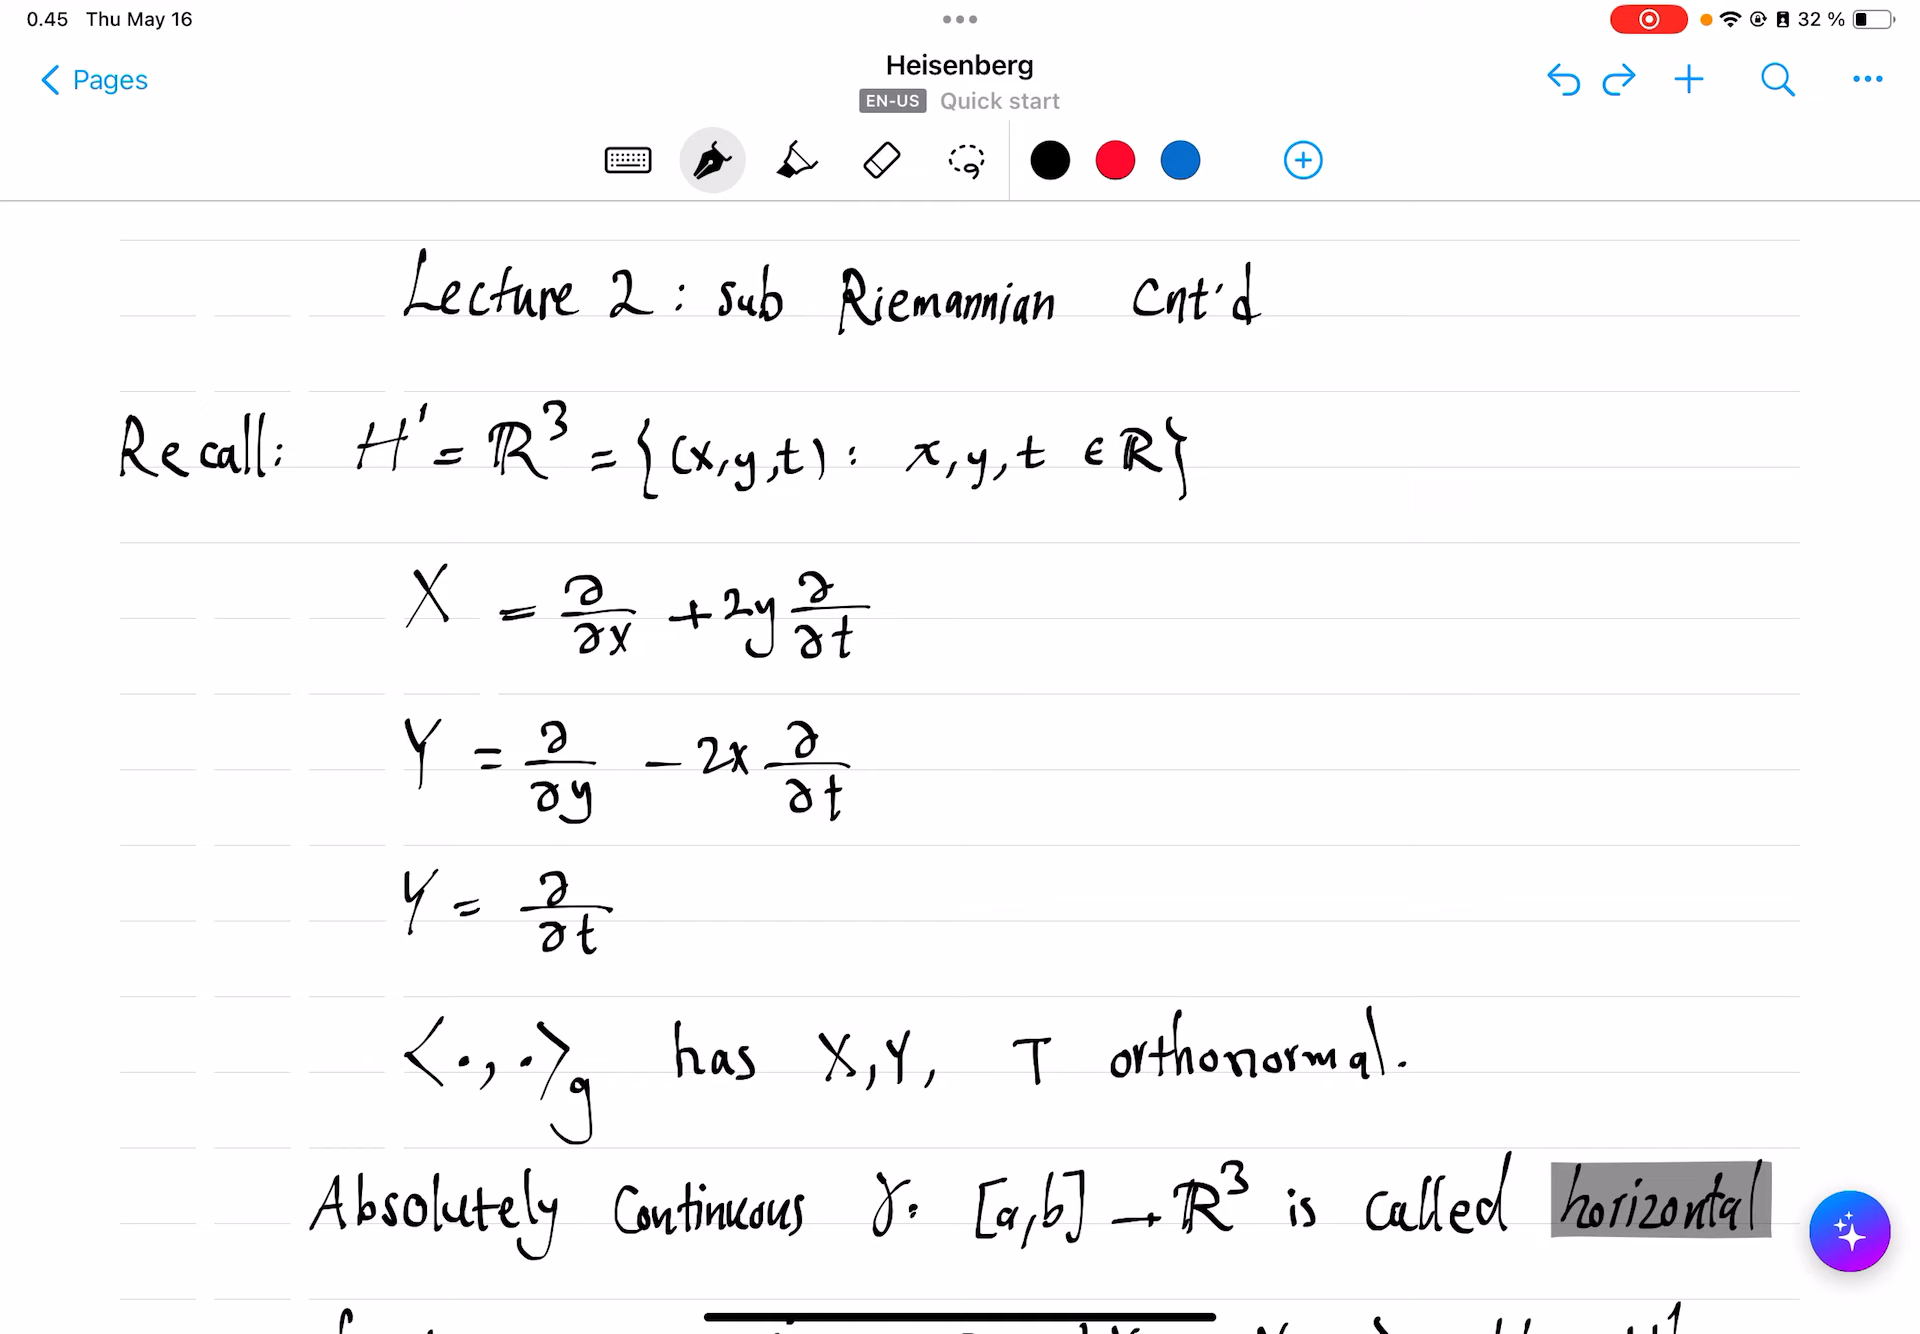 0.45 Thu May 16
32 %
Pages
Heisenberg
EN-US Quick start
Lecture 2 : sub Riemannian Cnt'd
Recall: H¹ = ℝ³ = {(x,y,t) : x,y,t ∈ ℝ}
X = ∂/∂x + 2y ∂/∂t
Y = ∂/∂y - 2x ∂/∂t
Y = ∂/∂t
<·,·>g has X,Y, T orthonormal.
Absolutely Continuous γ: [a,b] → ℝ³ is called horizontal